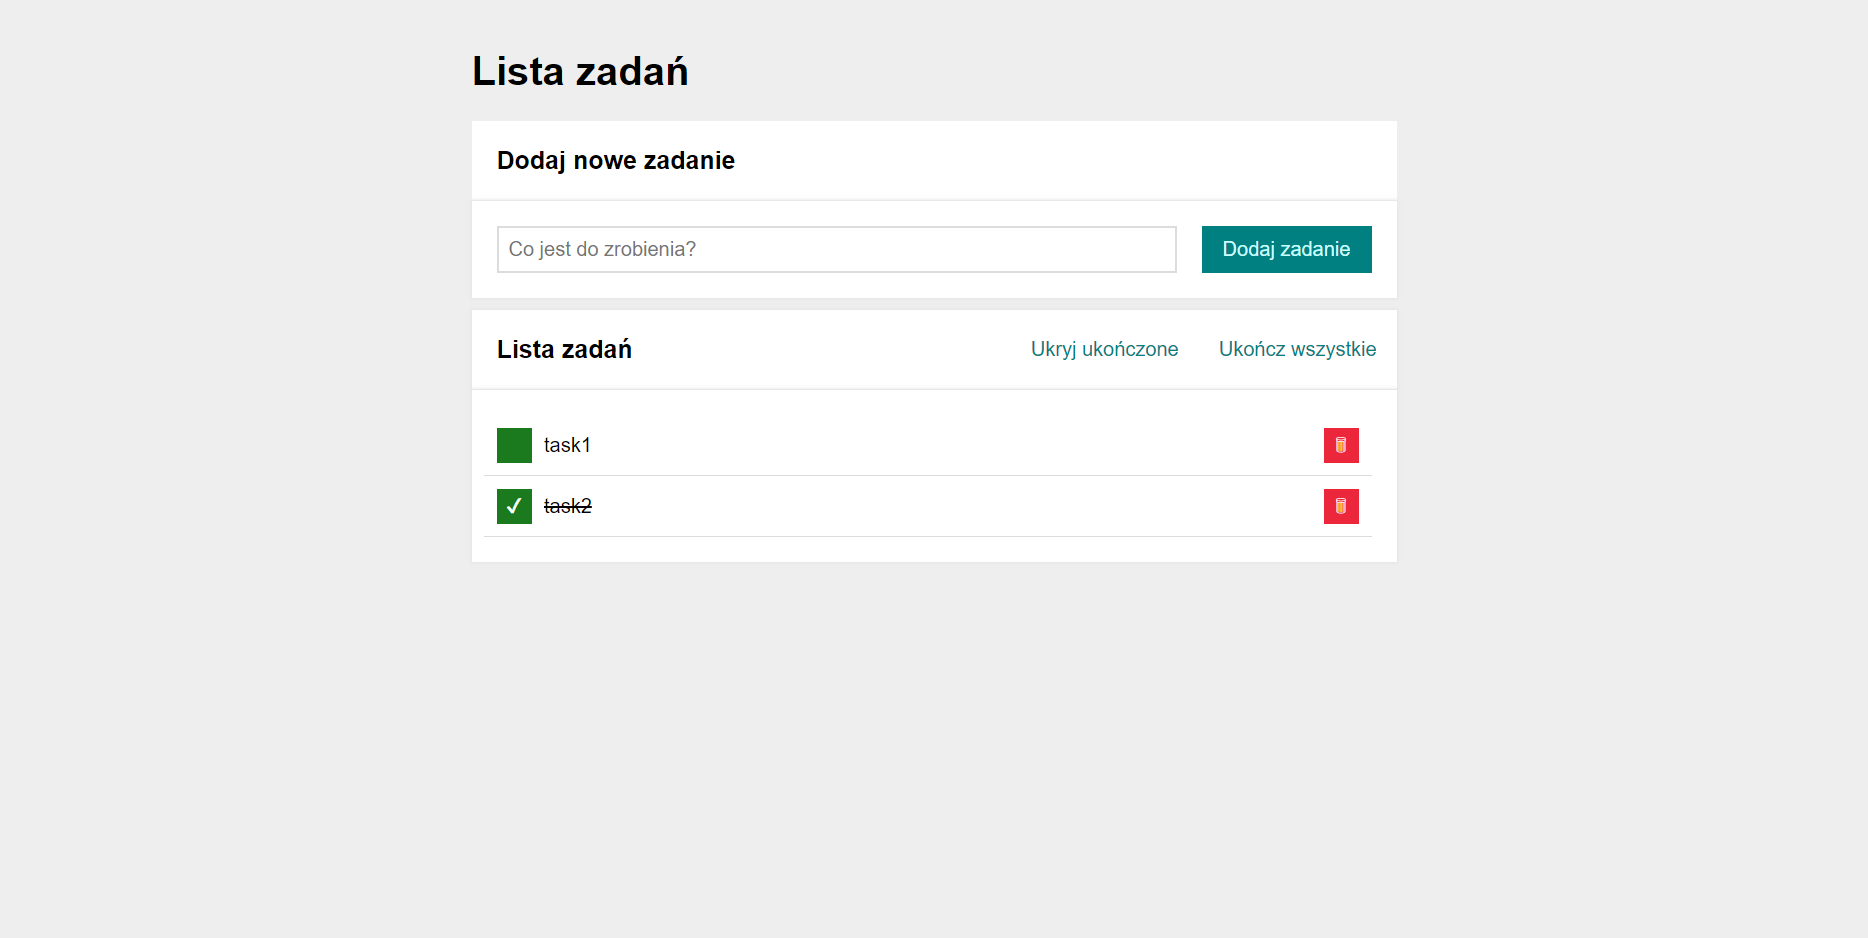 Lista zadań
Dodaj nowe zadanie
Co jest do zrobienia?
Dodaj zadanie
Lista zadań
Ukryj ukończone
Ukończ wszystkie
task1
task2